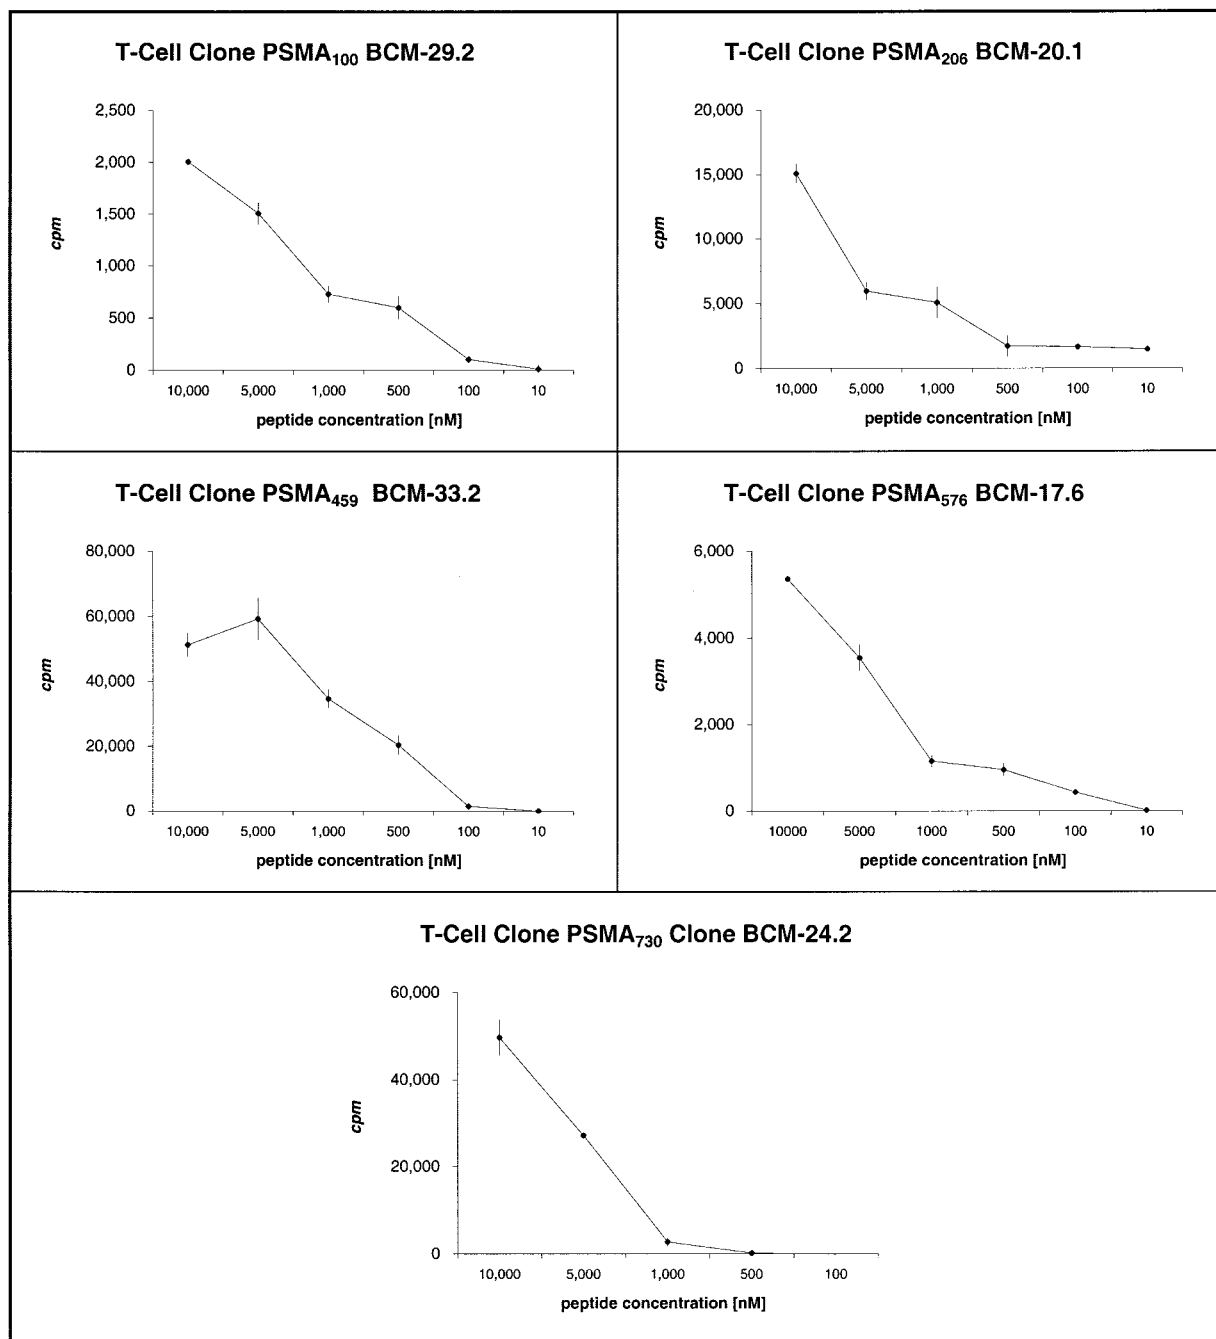 T-Cell Clone PSMA100 BCM-29.2
2,500
2,000
1,500
1,000
500
0
cpm
10,000 5,000 1,000 500 100 10
peptide concentration [nM]
T-Cell Clone PSMA206 BCM-20.1
20,000
15,000
10,000
5,000
0
cpm
10,000 5,000 1,000 500 100 10
peptide concentration [nM]
T-Cell Clone PSMA459 BCM-33.2
80,000
60,000
40,000
20,000
0
cpm
10,000 5,000 1,000 500 100 10
peptide concentration [nM]
T-Cell Clone PSMA576 BCM-17.6
6,000
4,000
2,000
0
cpm
10000 5000 1000 500 100 10
peptide concentration [nM]
T-Cell Clone PSMA730 Clone BCM-24.2
60,000
40,000
20,000
0
cpm
10,000 5,000 1,000 500 100
peptide concentration [nM]